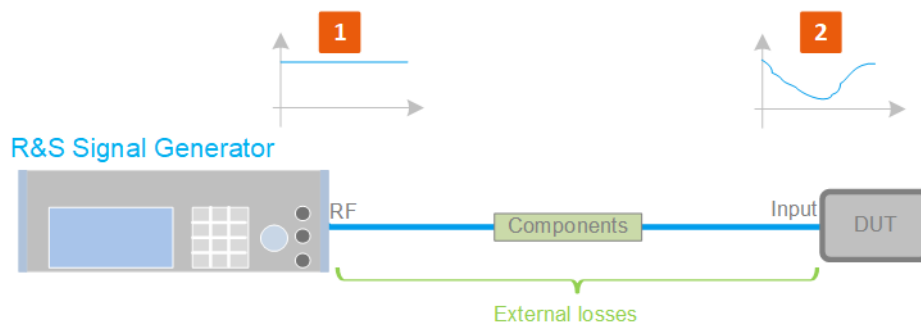 1
2
R&S Signal Generator
RF
Components
Input
DUT
External losses